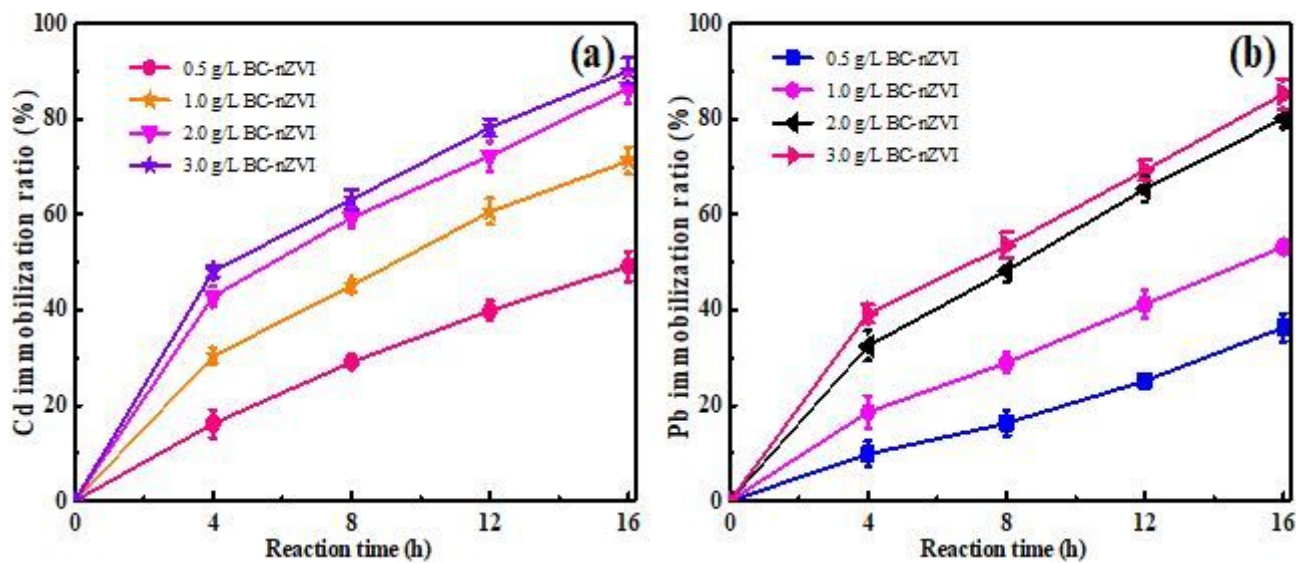 (a)
0.5 g/L BC-nZVI
1.0 g/L BC-nZVI
2.0 g/L BC-nZVI
3.0 g/L BC-nZVI
Cd immobilization ratio (%)
100
80
60
40
20
0
0 4 8 12 16
Reaction time (h)
(b)
0.5 g/L BC-nZVI
1.0 g/L BC-nZVI
2.0 g/L BC-nZVI
3.0 g/L BC-nZVI
Pb immobilization ratio (%)
100
80
60
40
20
0
0 4 8 12 16
Reaction time (h)